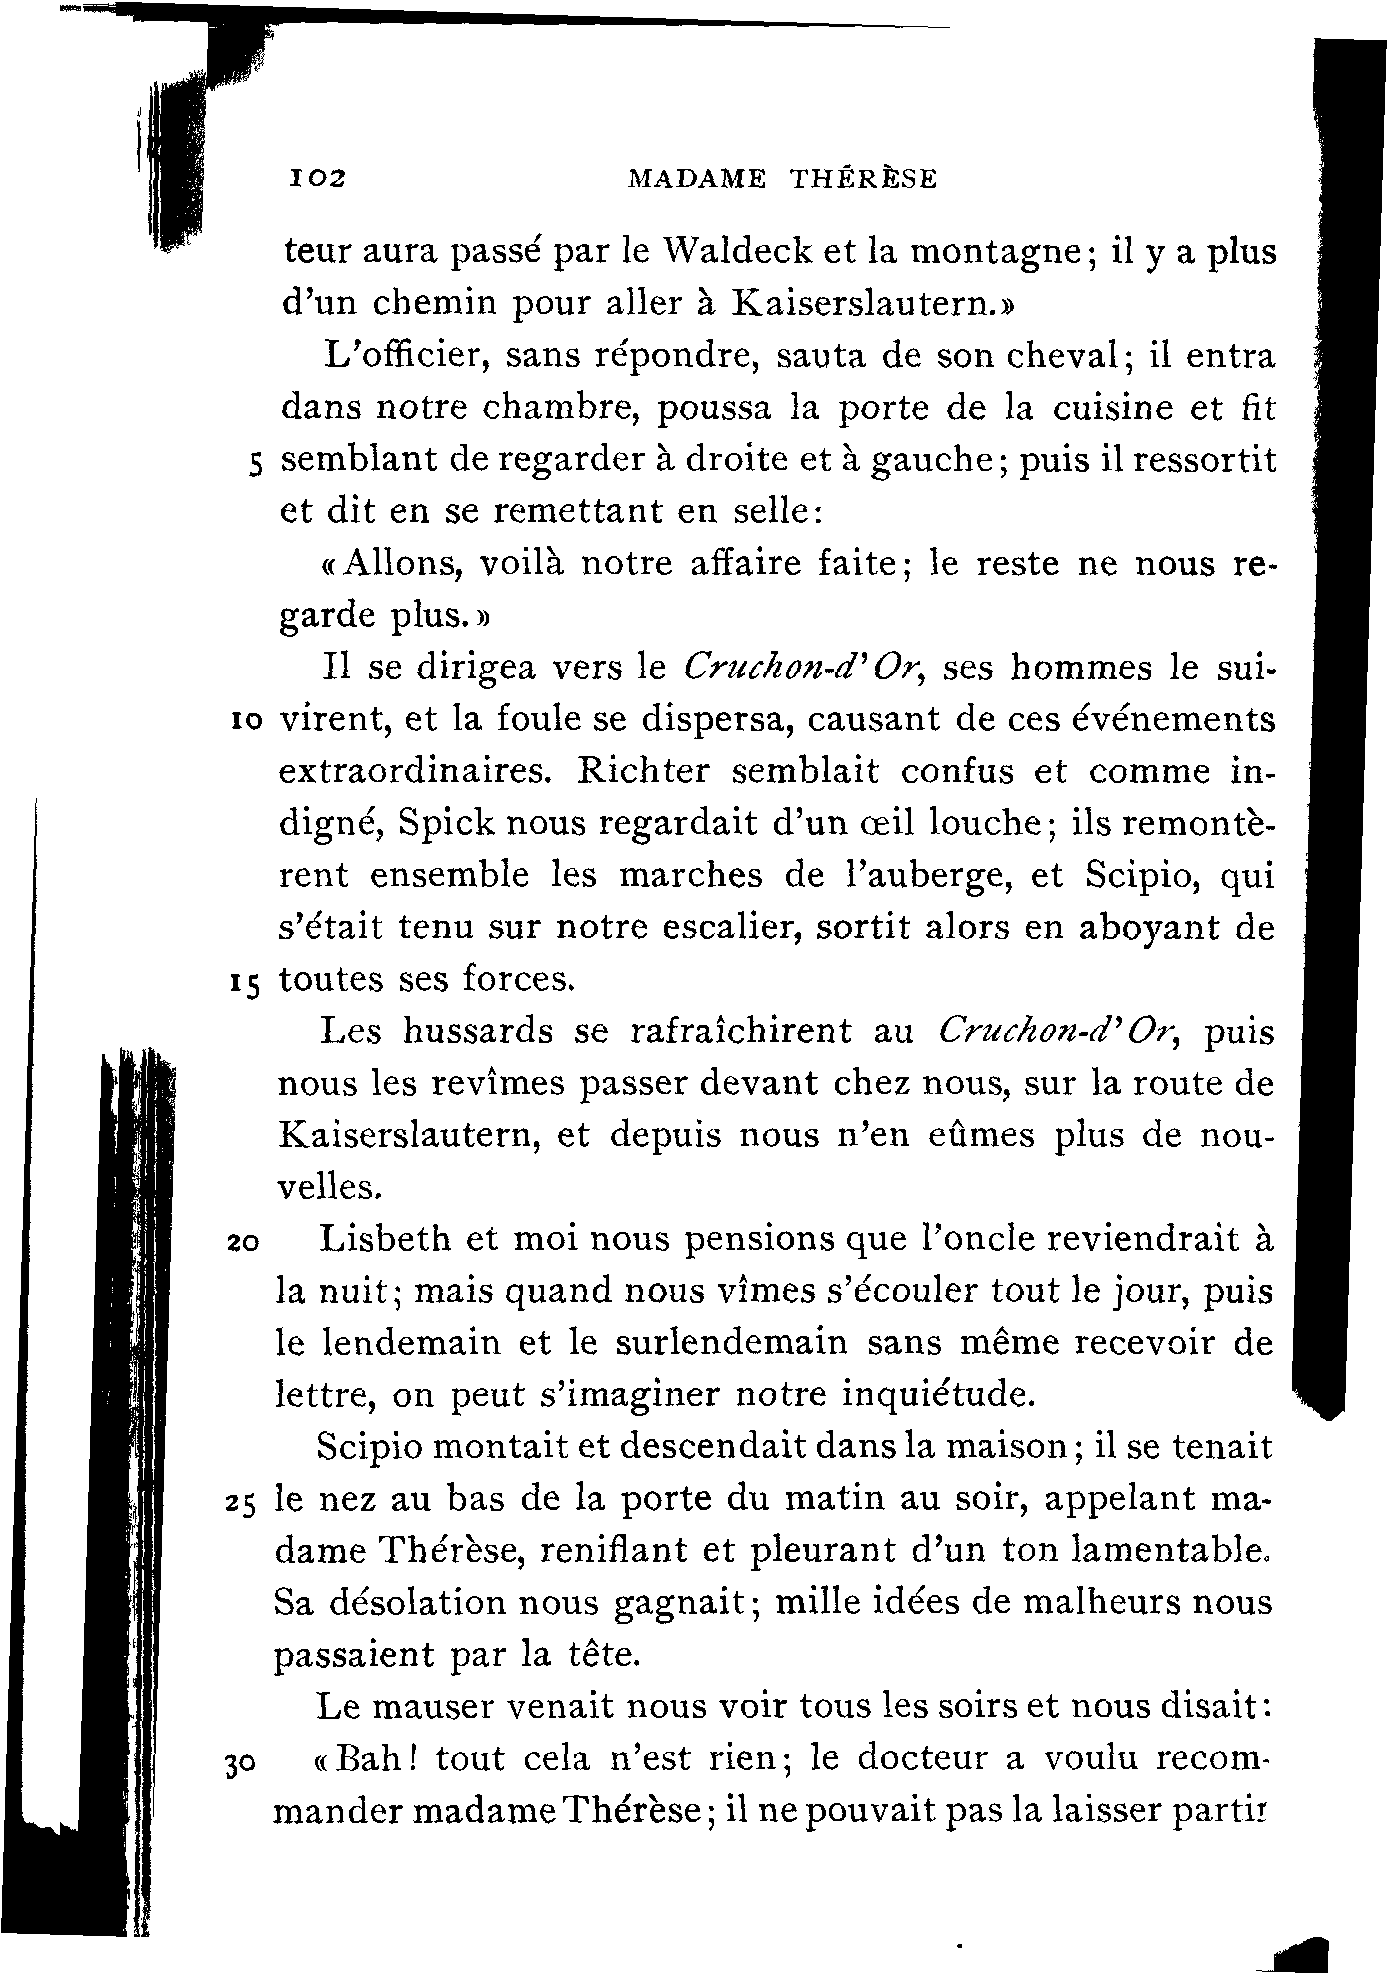 102 MADAME THÉRÈSE
teur aura passé par le Waldeck et la montagne; il y a plus
d'un chemin pour aller à Kaiserslautern.»
L'officier, sans répondre, sauta de son cheval; il entra
dans notre chambre, poussa la porte de la cuisine et fit
5 semblant de regarder à droite et à gauche; puis il ressortit
et dit en se remettant en selle:
«Allons, voilà notre affaire faite; le reste ne nous re-
garde plus.»
Il se dirigea vers le Cruchon-d'Or, ses hommes le sui-
10 virent, et la foule se dispersa, causant de ces événements
extraordinaires. Richter semblait confus et comme in-
digné, Spick nous regardait d'un œil louche; ils remontè-
rent ensemble les marches de l'auberge, et Scipio, qui
s'était tenu sur notre escalier, sortit alors en aboyant de
15 toutes ses forces.
Les hussards se rafraîchirent au Cruchon-d'Or, puis
nous les revîmes passer devant chez nous, sur la route de
Kaiserslautern, et depuis nous n'en eûmes plus de nou-
velles.
20 Lisbeth et moi nous pensions que l'oncle reviendrait à
la nuit; mais quand nous vîmes s'écouler tout le jour, puis
le lendemain et le surlendemain sans même recevoir de
lettre, on peut s'imaginer notre inquiétude.
Scipio montait et descendait dans la maison; il se tenait
25 le nez au bas de la porte du matin au soir, appelant ma-
dame Thérèse, reniflant et pleurant d'un ton lamentable.
Sa désolation nous gagnait; mille idées de malheurs nous
passaient par la tête.
Le mauser venait nous voir tous les soirs et nous disait:
30 «Bah! tout cela n'est rien; le docteur a voulu recom-
mander madame Thérèse; il ne pouvait pas la laisser partir